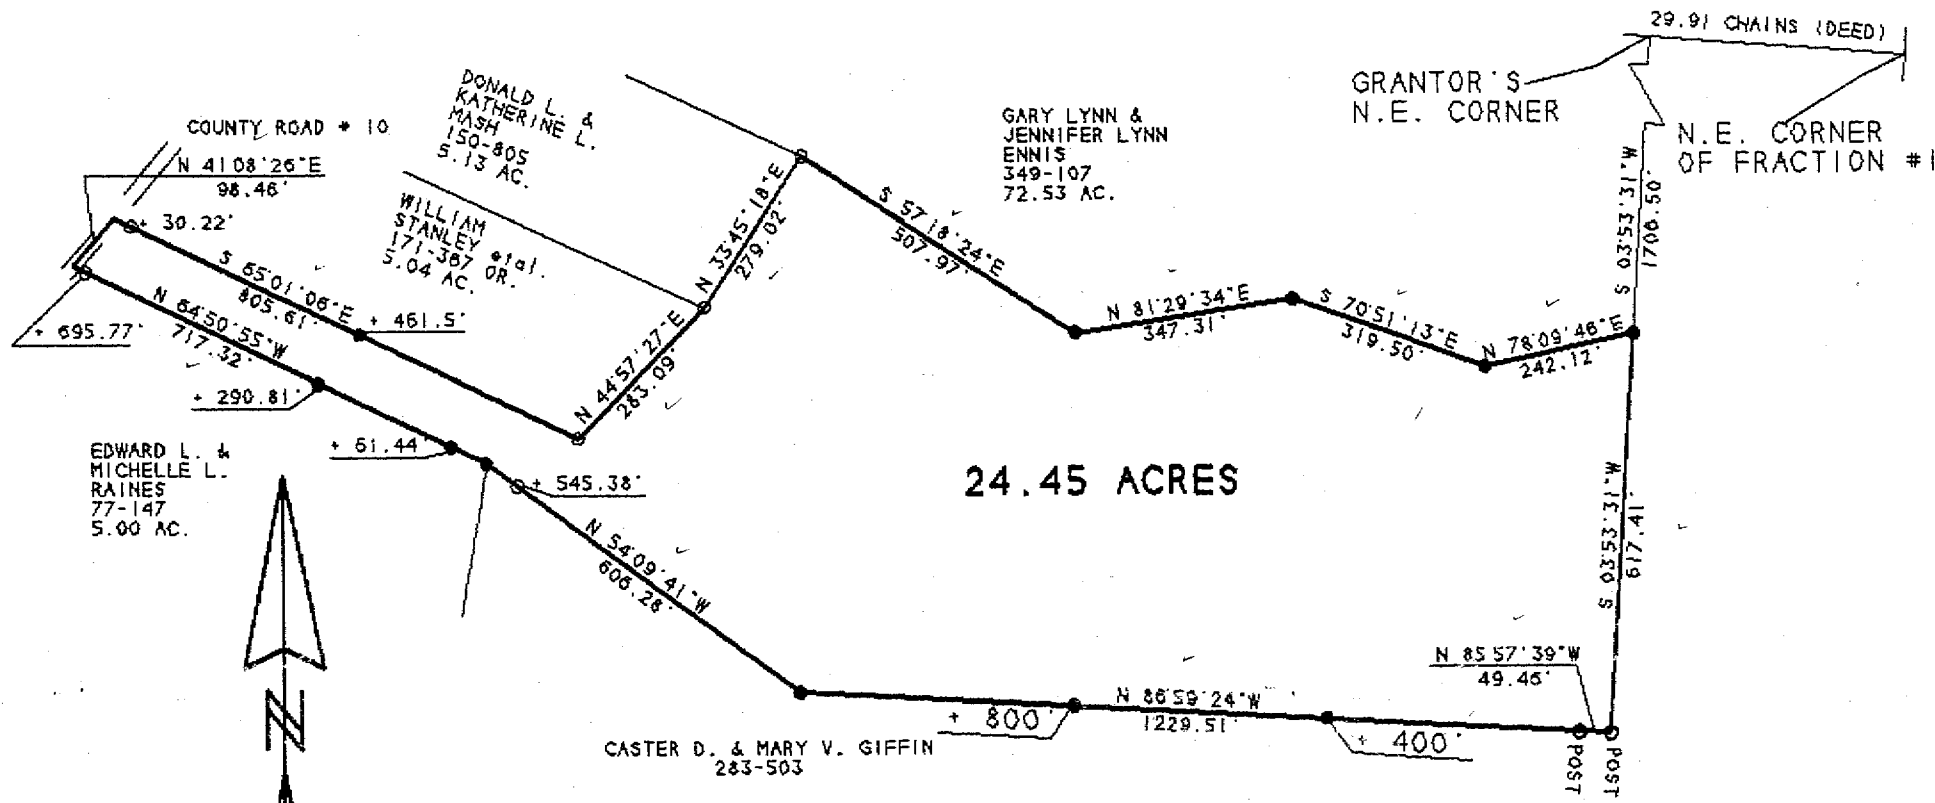 29.91 CHAINS (DEED)
GRANTOR'S
N.E. CORNER
N.E. CORNER
OF FRACTION #1
S 03°53'31"W
1706.50'
DONALD L. &
KATHERINE L.
MASH
150-805
5.13 AC.
COUNTY ROAD # 10
N 41°08'26"E
98.46'
+ 30.22'
WILLIAM
STANLEY etal.
171-367 OR.
5.04 AC.
GARY LYNN &
JENNIFER LYNN
ENNIS
349-107
72.53 AC.
S 65°01'06"E
805.61'
+ 461.5'
N 33°45'18"E
279.02'
N 44°57'27"E
283.09'
S 57°18'24"E
507.97'
N 81°29'34"E
347.31'
S 70°51'13"E
319.50'
N 78°09'46"E
242.12'
+ 695.77'
N 64°50'55"W
717.32'
+ 290.81'
+ 61.44'
+ 545.38'
EDWARD L. &
MICHELLE L.
RAINES
77-147
5.00 AC.
24.45 ACRES
N 54°09'41"W
606.28'
S 03°53'31"W
617.41'
N 85°57'39"W
49.46'
N 86°59'24"W
1229.51'
+ 800'
+ 400'
POST
POST
CASTER D. & MARY V. GIFFIN
283-503
N